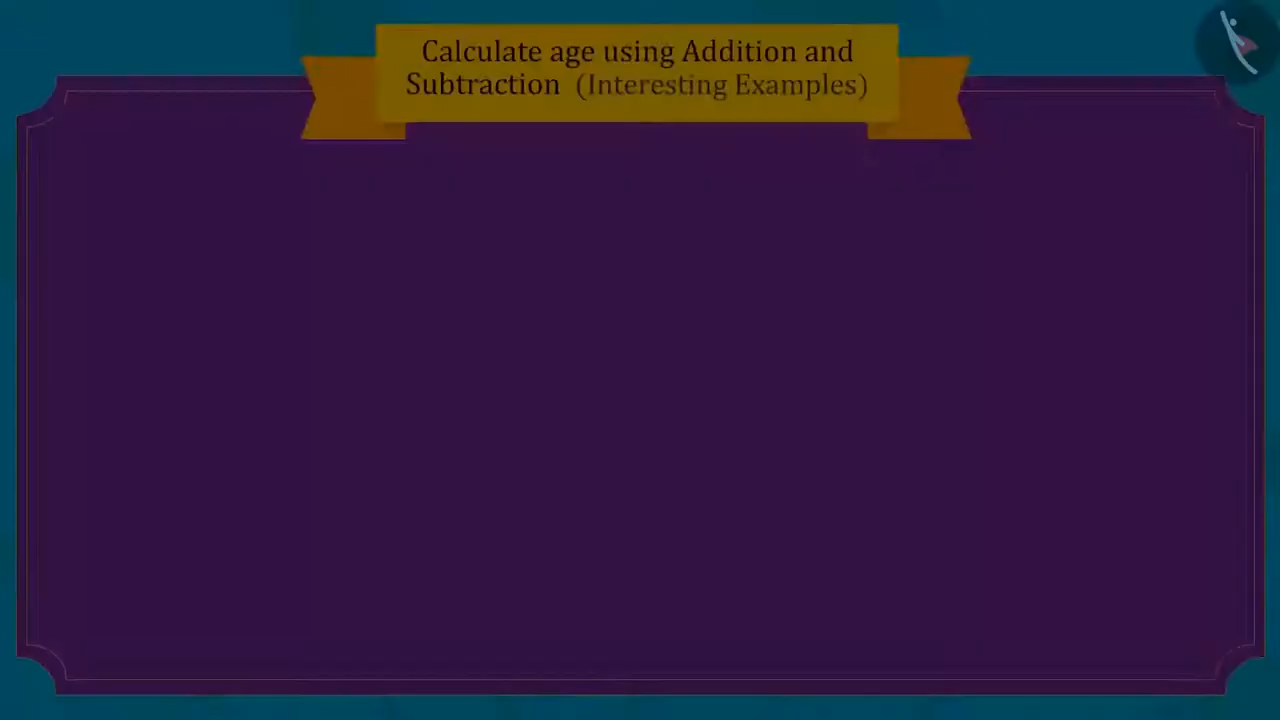 Calculate age using Addition and
Subtraction (Interesting Examples)